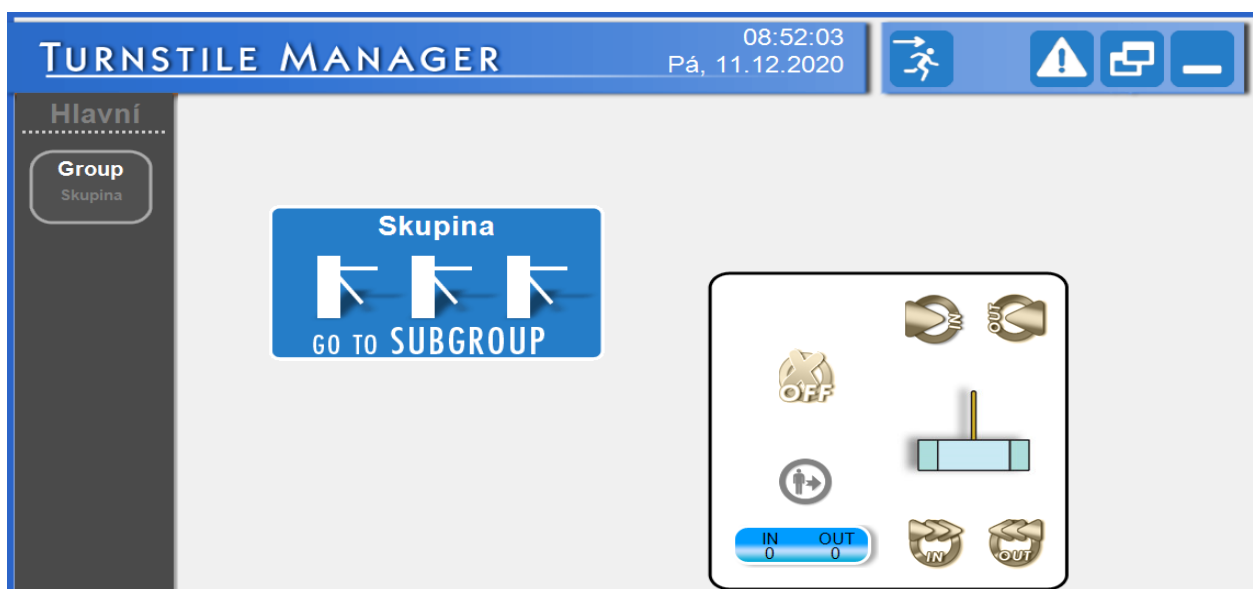 TURNSTILE MANAGER
08:52:03
Pá, 11.12.2020
Hlavní
Group
Skupina
Skupina
GO TO SUBGROUP
IN OUT
OFF
IN OUT
0 0
IN OUT